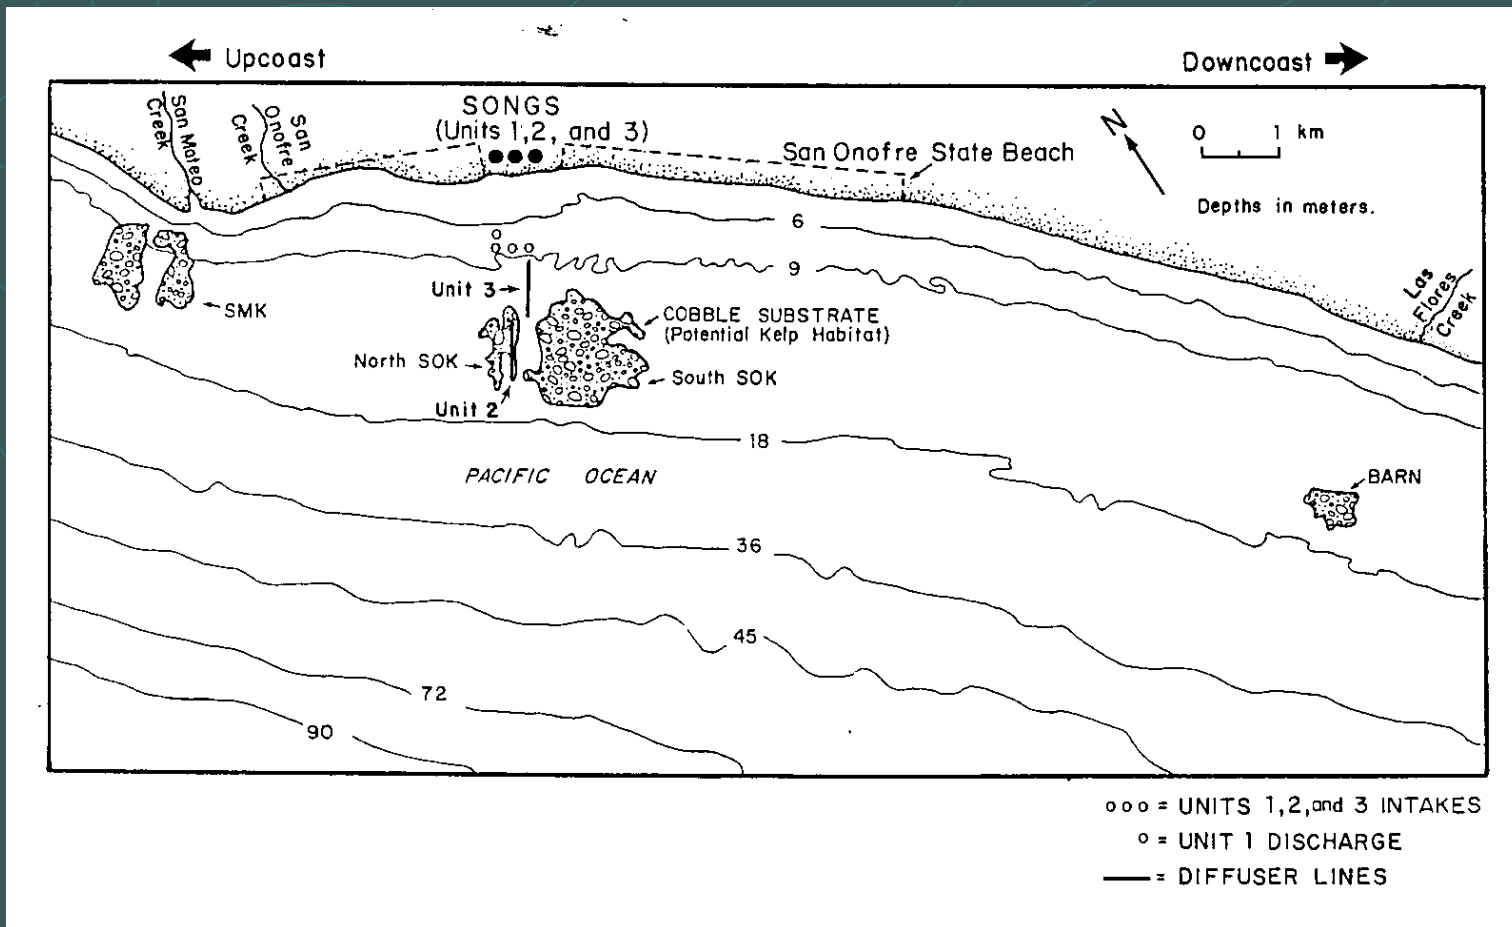 Upcoast
Downcoast
San Mateo
Creek
San
Onofre
Creek
SONGS
(Units 1,2, and 3)
San Onofre State Beach
N
0 1 km
Depths in meters.
6
9
Las
Flores
Creek
Unit 3
SMK
COBBLE SUBSTRATE
(Potential Kelp Habitat)
North SOK
South SOK
Unit 2
18
PACIFIC OCEAN
BARN
36
45
72
90
ooo = UNITS 1,2,and 3 INTAKES
o = UNIT 1 DISCHARGE
= DIFFUSER LINES